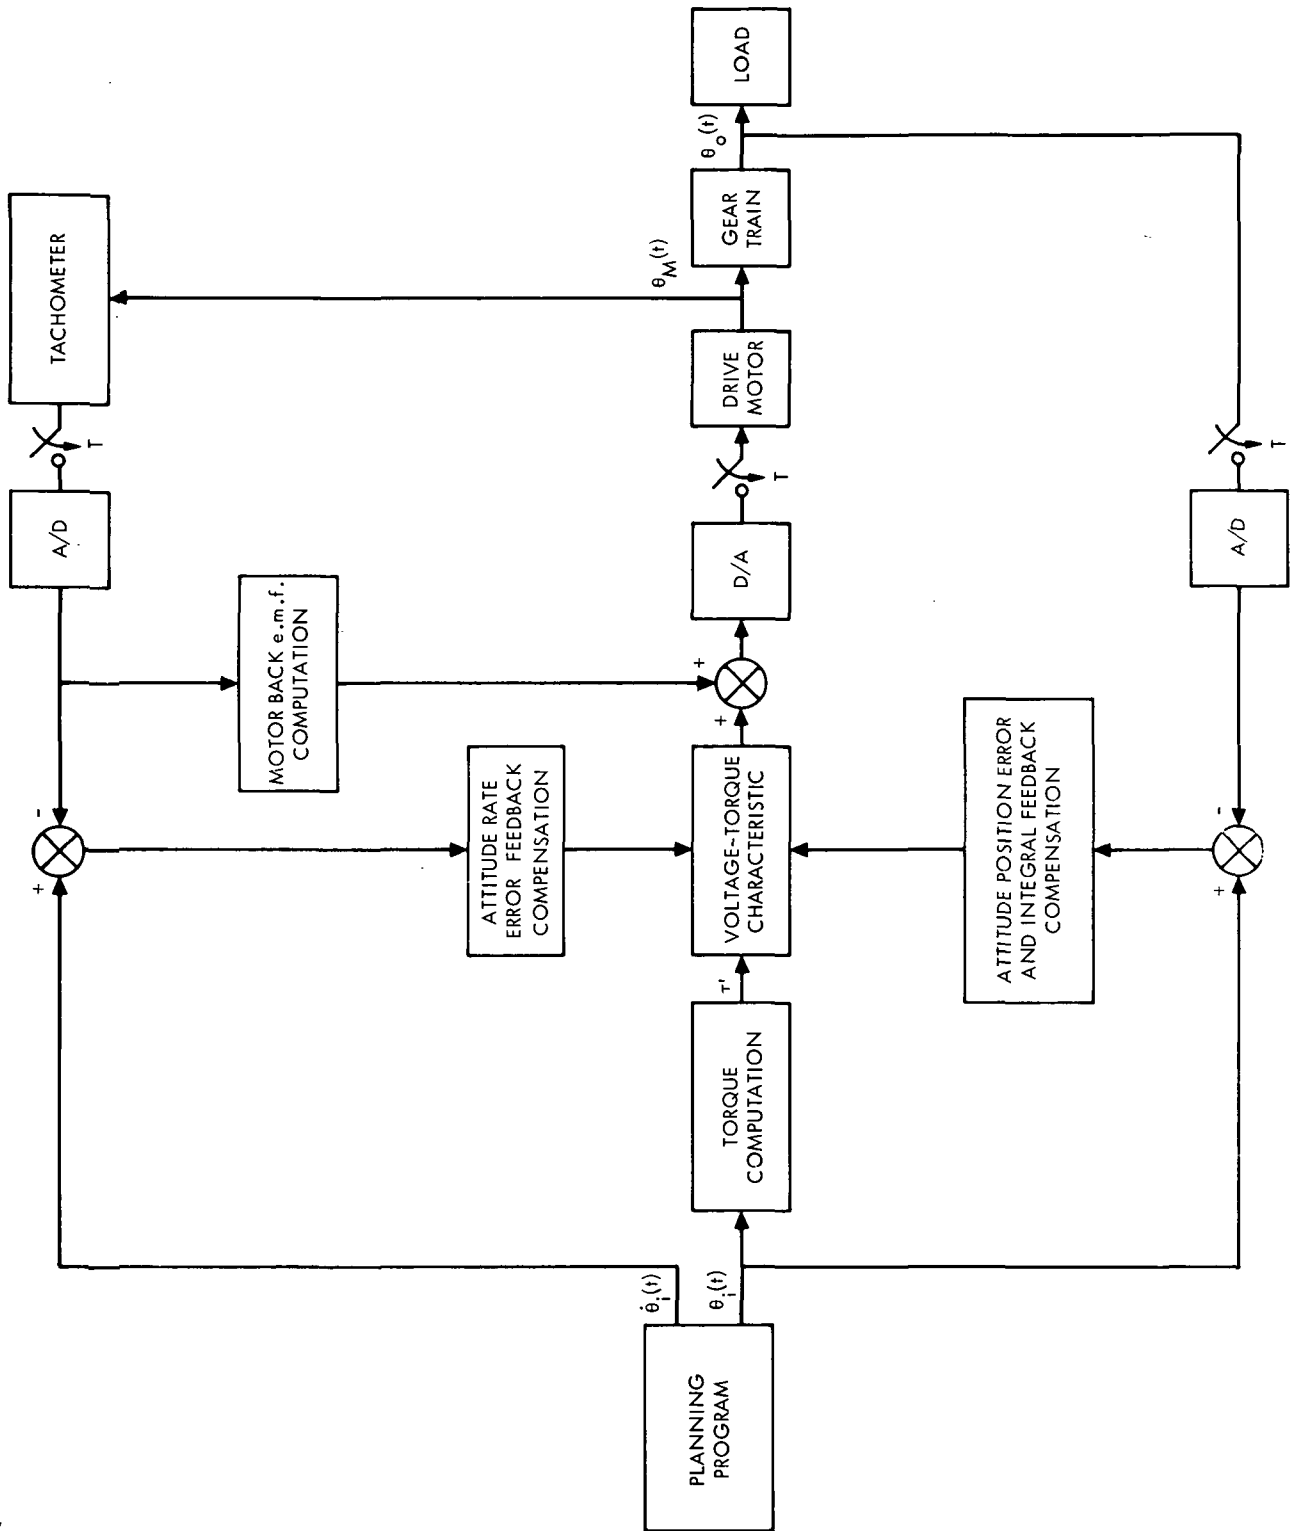 TACHOMETER
T
A/D
+
-
MOTOR BACK e.m.f.
COMPUTATION
ATTITUDE RATE
ERROR FEEDBACK
COMPENSATION
θ̇i(t)
θi(t)
PLANNING
PROGRAM
TORQUE
COMPUTATION
τ'
VOLTAGE-TORQUE
CHARACTERISTIC
+
+
D/A
T
DRIVE
MOTOR
θM(t)
GEAR
TRAIN
θo(t)
LOAD
ATTITUDE POSITION ERROR
AND INTEGRAL FEEDBACK
COMPENSATION
+
-
A/D
T